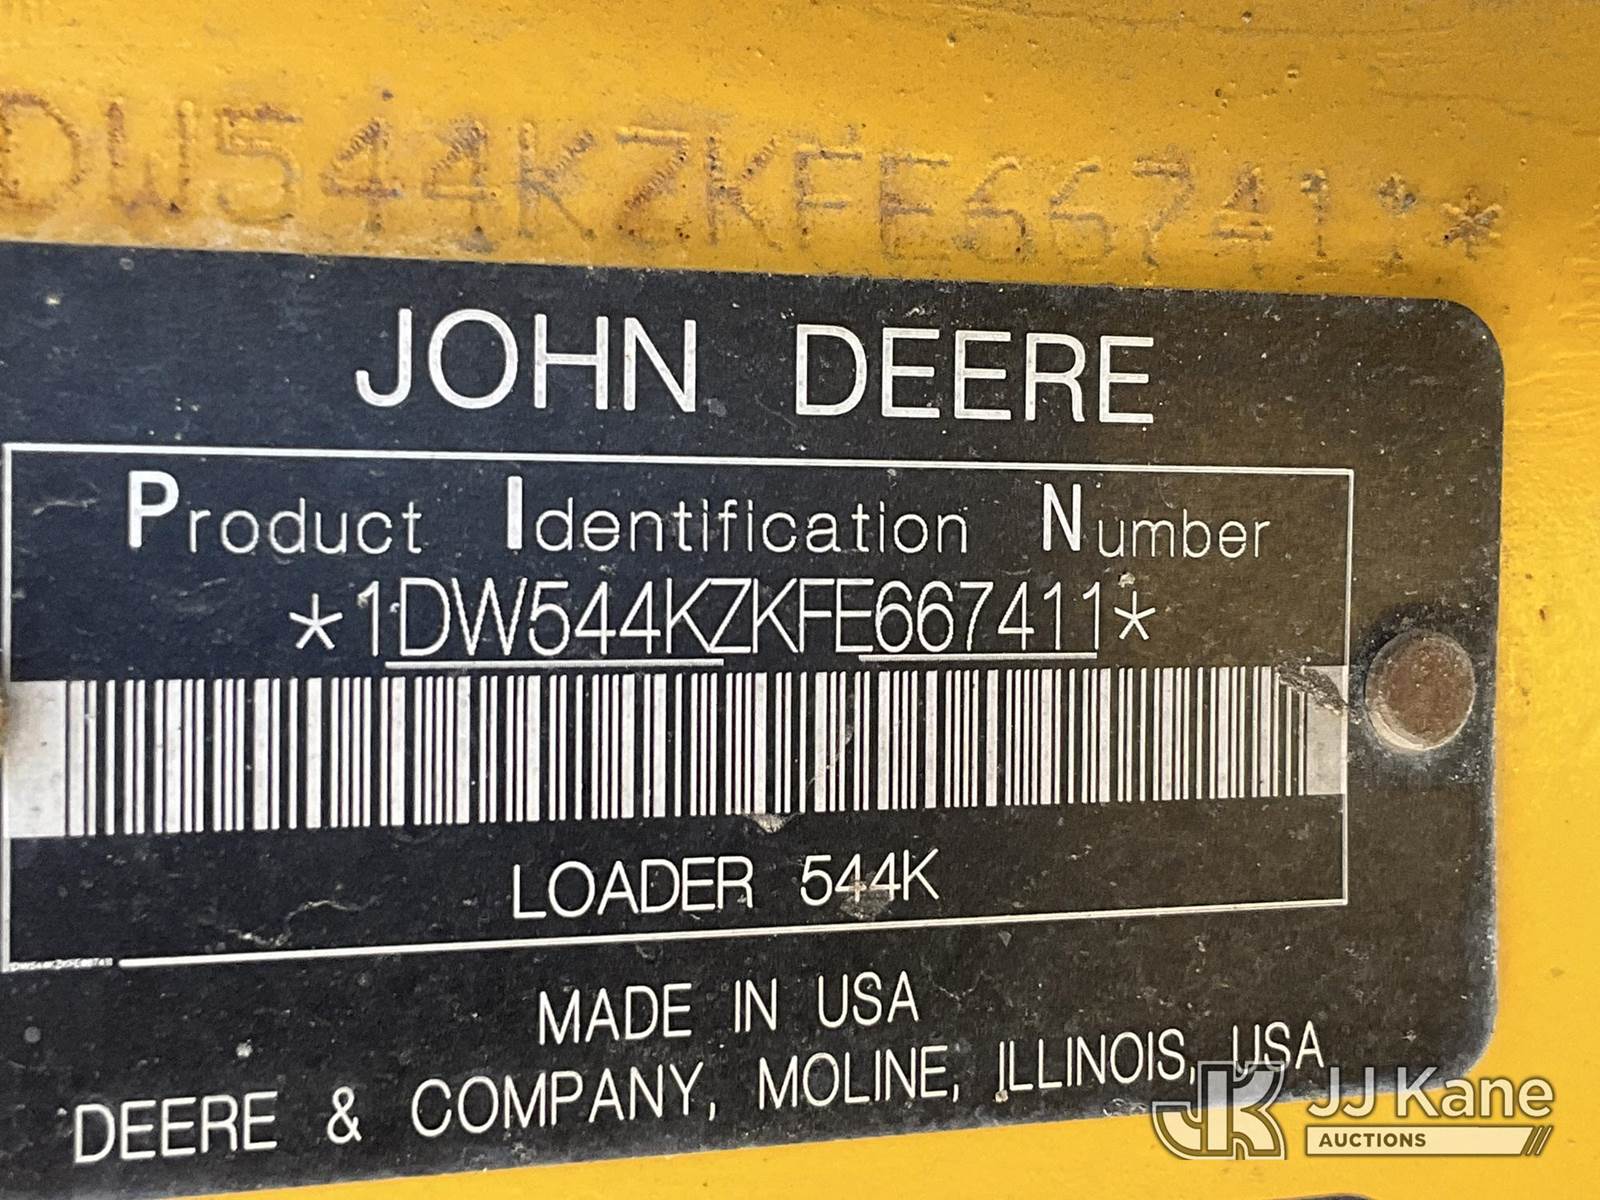 DW544KZKFE667411*
JOHN DEERE
Product Identification Number
*1DW544KZKFE667411*
LOADER 544K
MADE IN USA
DEERE & COMPANY, MOLINE, ILLINOIS, USA
JJ Kane
AUCTIONS